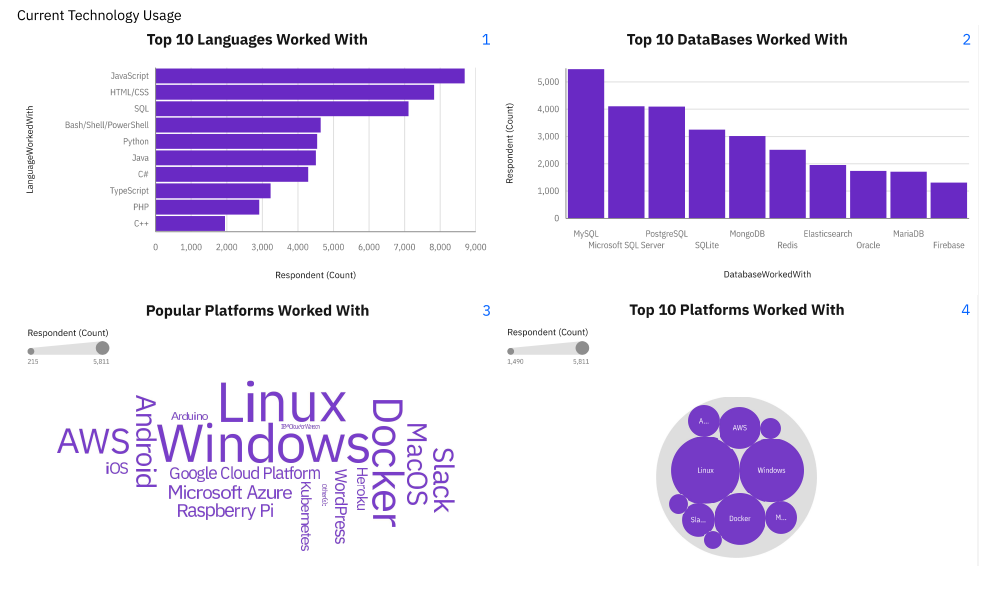 Current Technology Usage
Top 10 Languages Worked With
1
LanguageWorkedWith
JavaScript
HTML/CSS
SQL
Bash/Shell/PowerShell
Python
Java
C#
TypeScript
PHP
C++
0 1,000 2,000 3,000 4,000 5,000 6,000 7,000 8,000 9,000
Respondent (Count)
Top 10 DataBases Worked With
2
Respondent (Count)
5,000
4,000
3,000
2,000
1,000
0
MySQL PostgreSQL MongoDB Elasticsearch MariaDB
Microsoft SQL Server SQLite Redis Oracle Firebase
DatabaseWorkedWith
Popular Platforms Worked With
3
Respondent (Count)
215 5,811
Linux
Arduino
Android
AWS
Windows
Docker
MacOS
Slack
iOS
Google Cloud Platform
Microsoft Azure
Raspberry Pi
Kubernetes
WordPress
Heroku
Top 10 Platforms Worked With
4
Respondent (Count)
1,490 5,811
A...
AWS
Linux
Windows
Sla...
Docker
M...